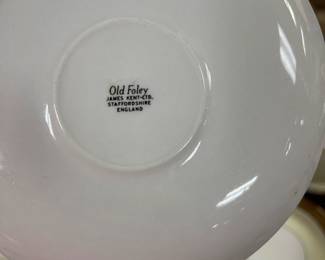 Old Foley
JAMES KENT LTD.
STAFFORDSHIRE
ENGLAND